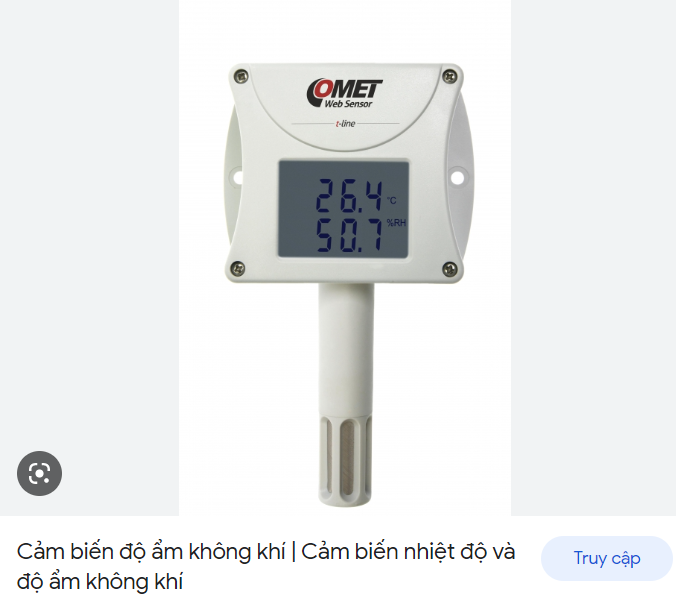 COMET
Web Sensor
t-line
26.4 °C
50.7 %RH
Cảm biến độ ẩm không khí | Cảm biến nhiệt độ và
độ ẩm không khí
Truy cập